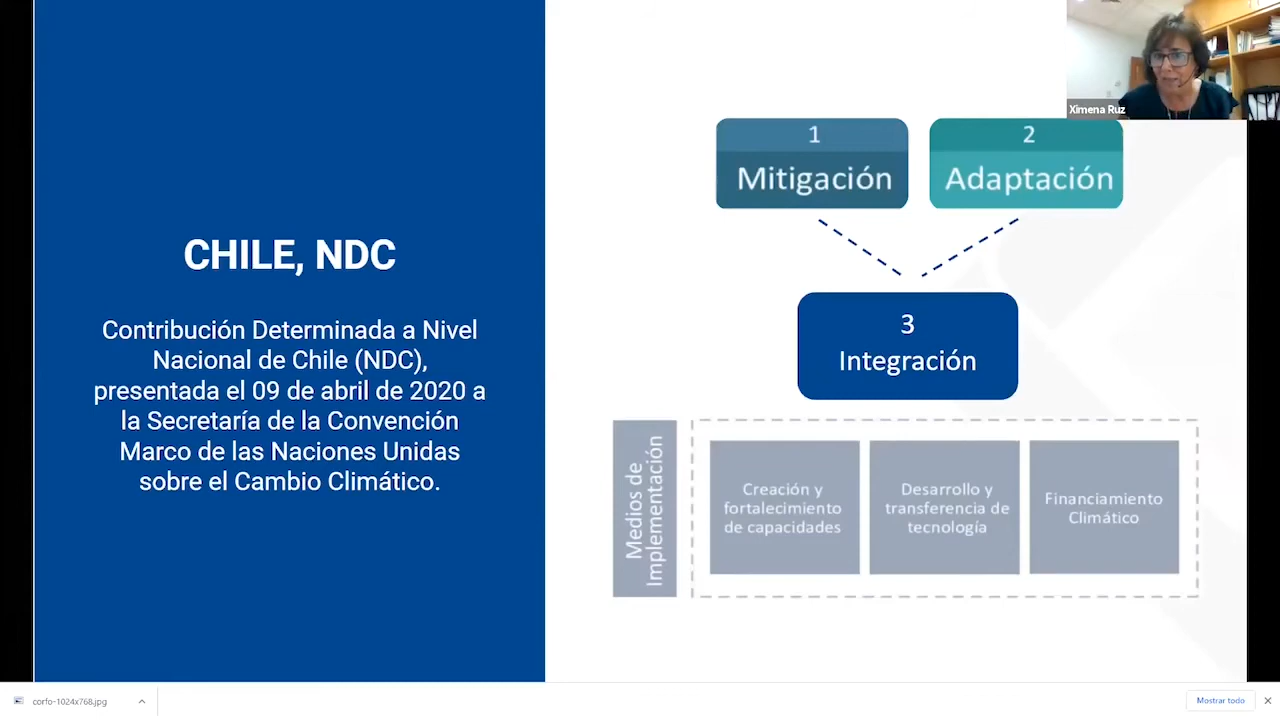 Ximena Ruz
CHILE, NDC
Contribución Determinada a Nivel
Nacional de Chile (NDC),
presentada el 09 de abril de 2020 a
la Secretaría de la Convención
Marco de las Naciones Unidas
sobre el Cambio Climático.
1
Mitigación
2
Adaptación
3
Integración
Medios de
Implementación
Creación y
fortalecimiento
de capacidades
Desarrollo y
transferencia de
tecnología
Financiamiento
Climático
corfo-1024x768.jpg
Mostrar todo